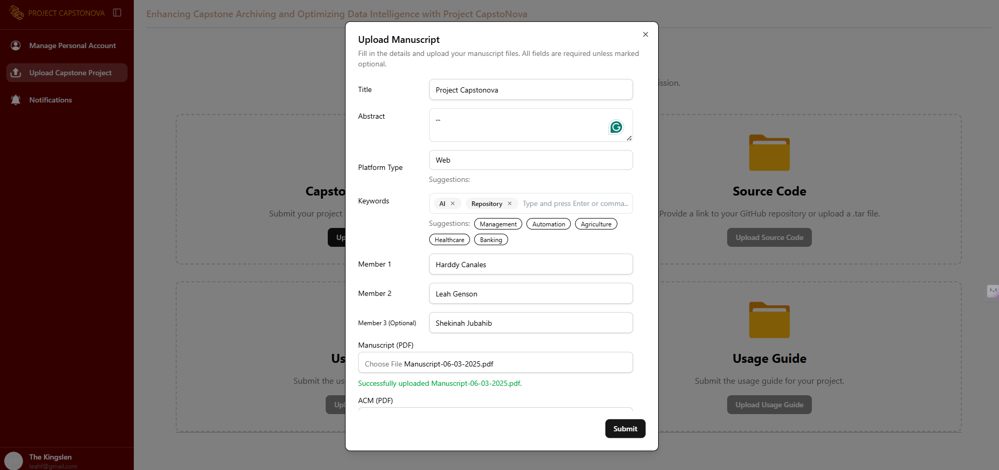 PROJECT CAPSTONOVA
Manage Personal Account
Upload Capstone Project
Notifications
The Kingslen
leahf@gmail.com
Enhancing Capstone Archiving and Optimizing Data Intelligence with Project CapstoNova
Upload Manuscript
Fill in the details and upload your manuscript files. All fields are required unless marked
optional.
Title
Project Capstonova
Abstract
...
Platform Type
Web
Suggestions:
Keywords
AI Repository Type and press Enter or comma...
Suggestions: Management Automation Agriculture
Healthcare Banking
Member 1
Harddy Canales
Member 2
Leah Genson
Member 3 (Optional)
Shekinah Jubahib
Manuscript (PDF)
Choose File Manuscript-06-03-2025.pdf
Successfully uploaded Manuscript-06-03-2025.pdf.
ACM (PDF)
Submit
ission.
Capsto
Submit your project
Up
Source Code
Provide a link to your GitHub repository or upload a .tar file.
Upload Source Code
Us
Submit the us
Upl
Usage Guide
Submit the usage guide for your project.
Upload Usage Guide